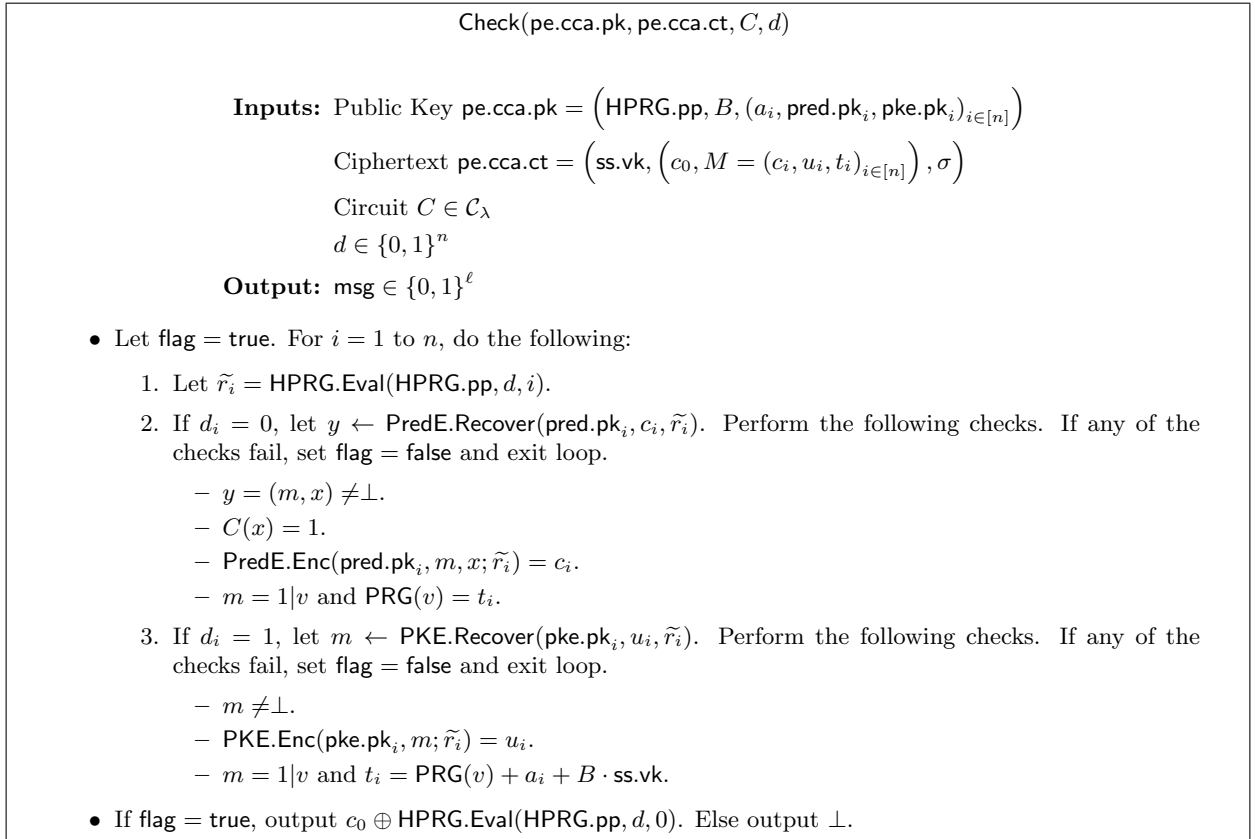 Check(pe.cca.pk, pe.cca.ct, C, d)
Inputs: Public Key pe.cca.pk = (HPRG.pp, B, (a_i, pred.pk_i, pke.pk_i)_{i∈[n]})
Ciphertext pe.cca.ct = (ss.vk, (c_0, M = (c_i, u_i, t_i)_{i∈[n]}), σ)
Circuit C ∈ 𝒞_λ
d ∈ {0, 1}^n
Output: msg ∈ {0, 1}^ℓ
• Let flag = true. For i = 1 to n, do the following:
1. Let r̃_i = HPRG.Eval(HPRG.pp, d, i).
2. If d_i = 0, let y ← PredE.Recover(pred.pk_i, c_i, r̃_i). Perform the following checks. If any of the
checks fail, set flag = false and exit loop.
– y = (m, x) ≠⊥.
– C(x) = 1.
– PredE.Enc(pred.pk_i, m, x; r̃_i) = c_i.
– m = 1|v and PRG(v) = t_i.
3. If d_i = 1, let m ← PKE.Recover(pke.pk_i, u_i, r̃_i). Perform the following checks. If any of the
checks fail, set flag = false and exit loop.
– m ≠⊥.
– PKE.Enc(pke.pk_i, m; r̃_i) = u_i.
– m = 1|v and t_i = PRG(v) + a_i + B · ss.vk.
• If flag = true, output c_0 ⊕ HPRG.Eval(HPRG.pp, d, 0). Else output ⊥.